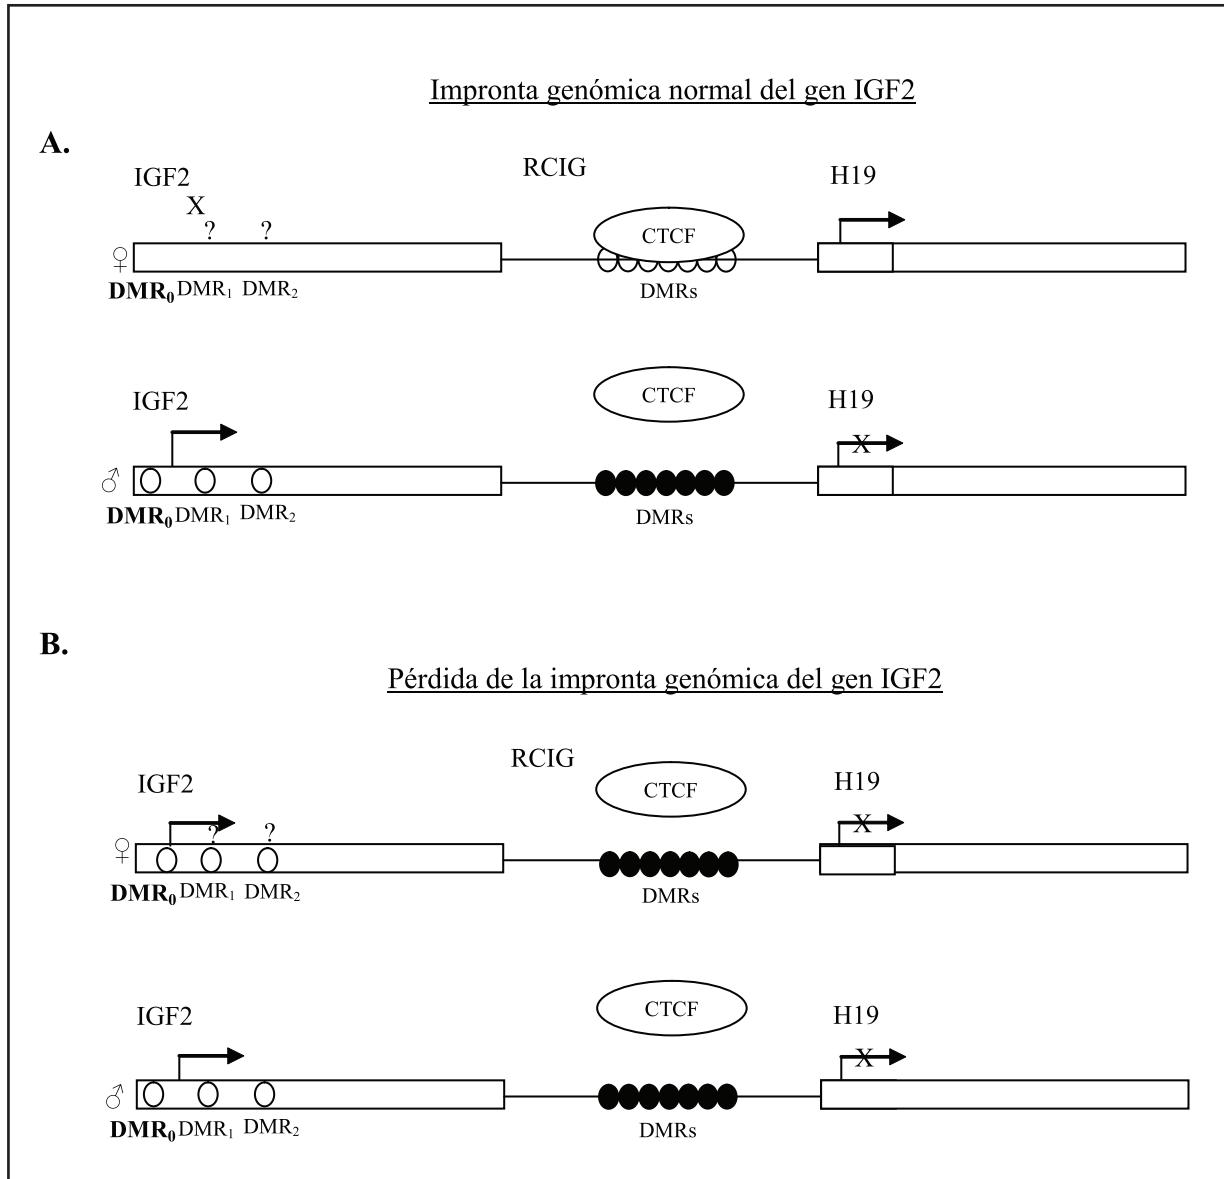 Impronta genómica normal del gen IGF2
A.
IGF2
RCIG
H19
X
? ?
CTCF
♀
DMR₀ DMR₁ DMR₂
DMRs
IGF2
CTCF
H19
X
♂
DMR₀ DMR₁ DMR₂
DMRs
B.
Pérdida de la impronta genómica del gen IGF2
RCIG
IGF2
CTCF
H19
? ?
X
♀
DMR₀ DMR₁ DMR₂
DMRs
IGF2
CTCF
H19
X
♂
DMR₀ DMR₁ DMR₂
DMRs